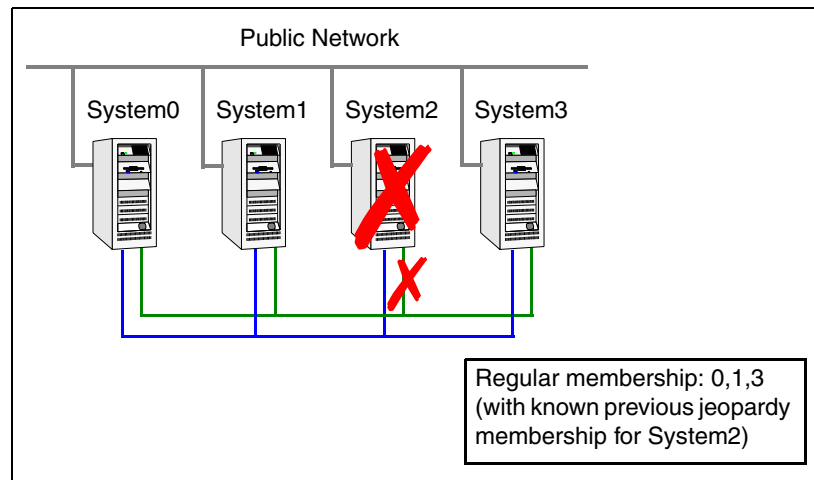 Public Network
System0 System1 System2 System3
Regular membership: 0,1,3
(with known previous jeopardy
membership for System2)